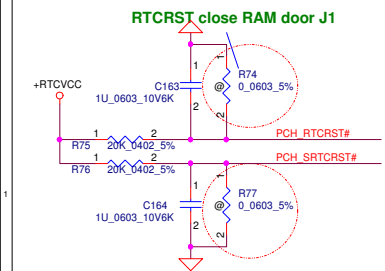 RTCRST close RAM door J1
+RTCVCC
C163
1U_0603_10V6K
1
2
1
2
@
R74
0_0603_5%
1
2
R75
20K_0402_5%
PCH_RTCRST#
1
2
R76
20K_0402_5%
PCH_SRTCRST#
C164
1U_0603_10V6K
1
2
1
2
@
R77
0_0603_5%
1